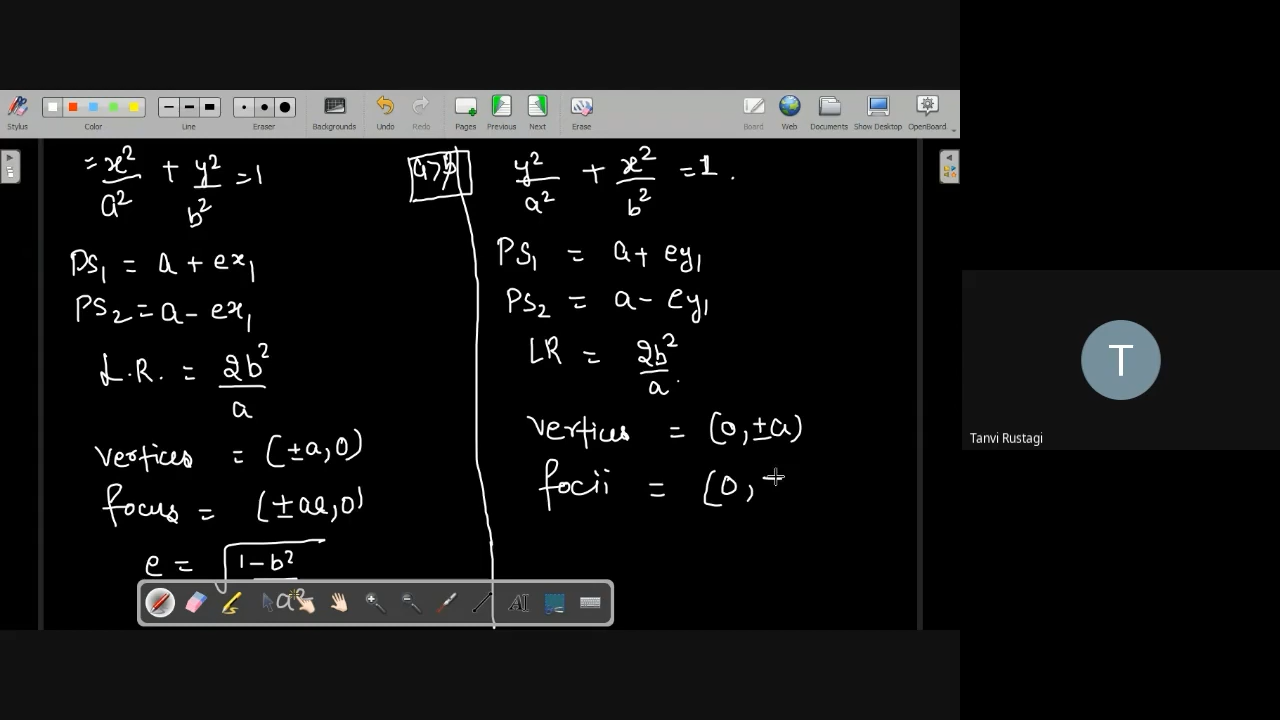 Stylus Color Line Eraser Backgrounds Undo Redo Pages Previous Next Erase Board Web Documents Show Desktop OpenBoard
= x²/a² + y²/b² = 1
PS₁ = a + ex₁
PS₂ = a - ex₁
L.R. = 2b²/a
vertices = (±a, 0)
focus = (±ae, 0)
e = √1 - b²/a²
a>b
y²/a² + x²/b² = 1.
PS₁ = a + ey₁
PS₂ = a - ey₁
LR = 2b²/a.
vertices = (0, ±a)
focii = (0, +
T
Tanvi Rustagi